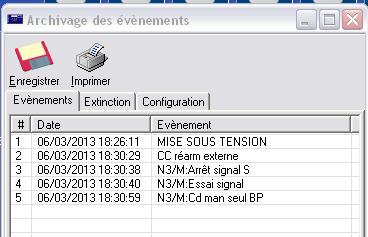 Archivage des évènements
Enregistrer Imprimer
Evènements Extinction Configuration
# Date Evènement
1 06/03/2013 18:26:11 MISE SOUS TENSION
2 06/03/2013 18:30:29 CC réarm externe
3 06/03/2013 18:30:38 N3/M:Arrêt signal S
4 06/03/2013 18:30:40 N3/M:Essai signal
5 06/03/2013 18:30:59 N3/M:Cd man seul BP